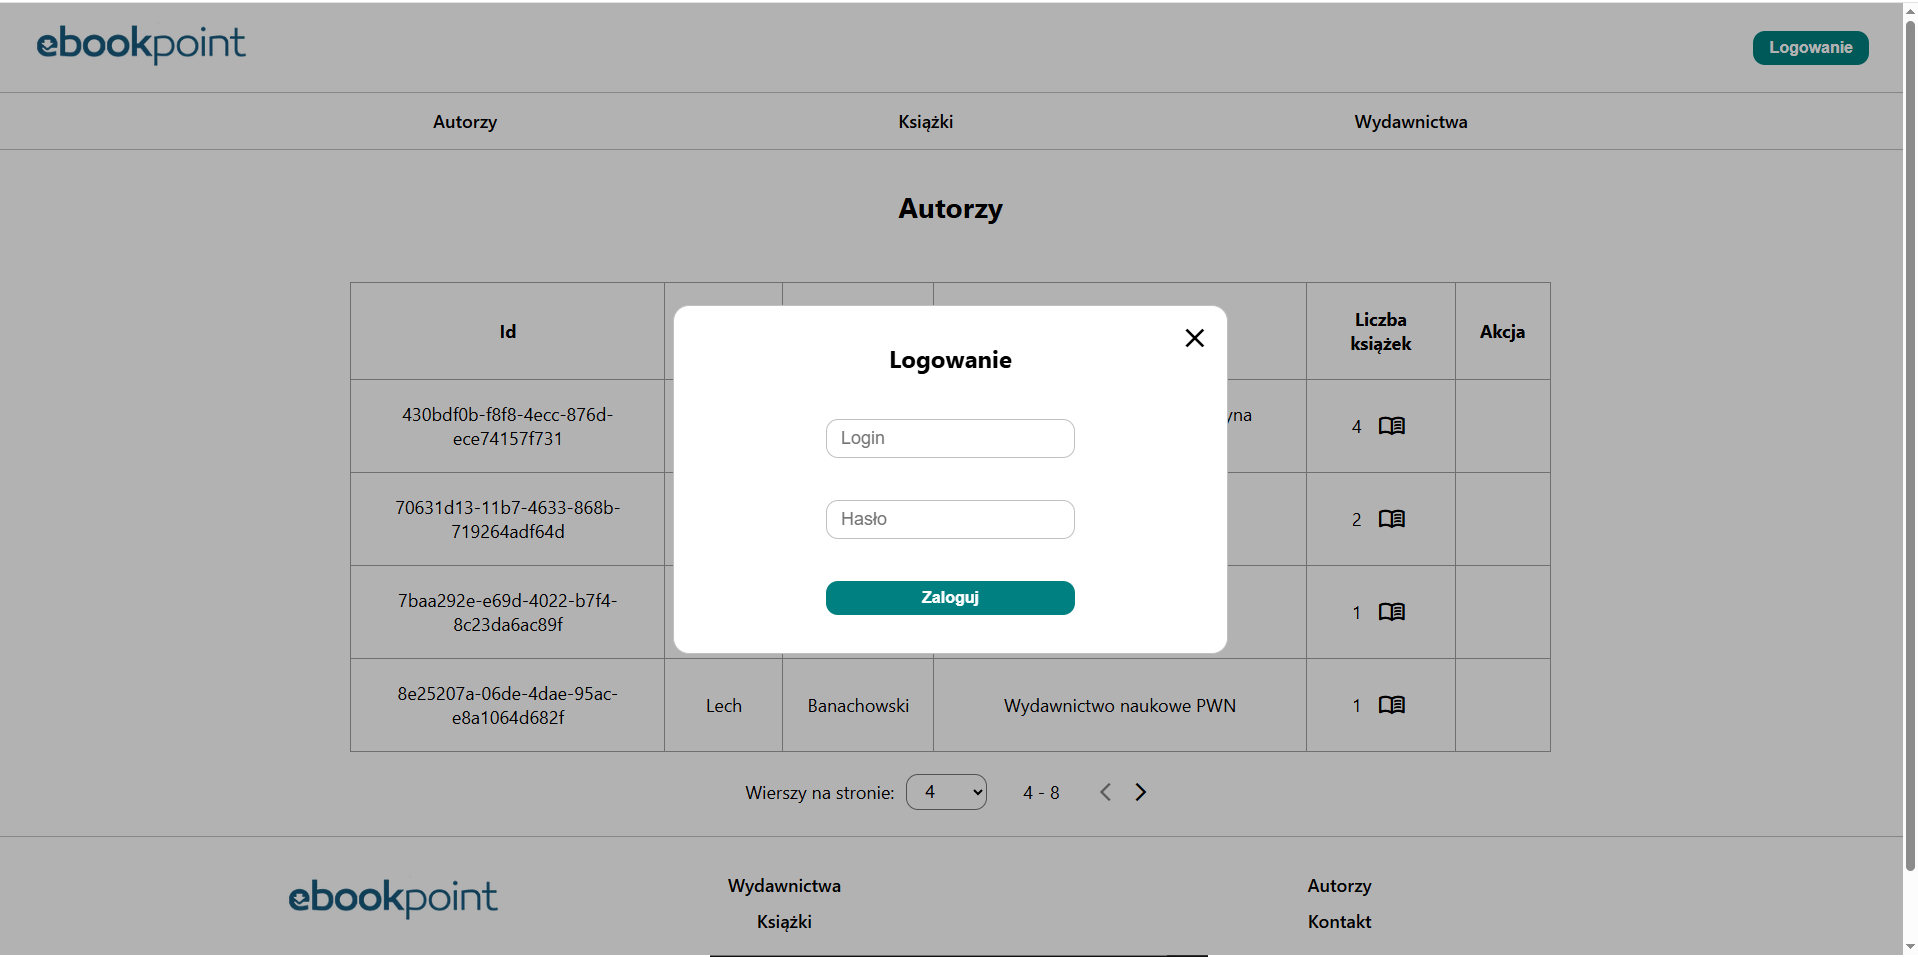 ebookpoint
Logowanie
Autorzy Książki Wydawnictwa
Autorzy
Id
Liczba
książek
Akcja
Logowanie
Login
Hasło
Zaloguj
430bdf0b-f8f8-4ecc-876d-
ece74157f731
4
70631d13-11b7-4633-868b-
719264adf64d
2
7baa292e-e69d-4022-b7f4-
8c23da6ac89f
1
8e25207a-06de-4dae-95ac-
e8a1064d682f
Lech Banachowski Wydawnictwo naukowe PWN 1
Wierszy na stronie: 4 4 - 8
ebookpoint
Wydawnictwa
Książki
Autorzy
Kontakt